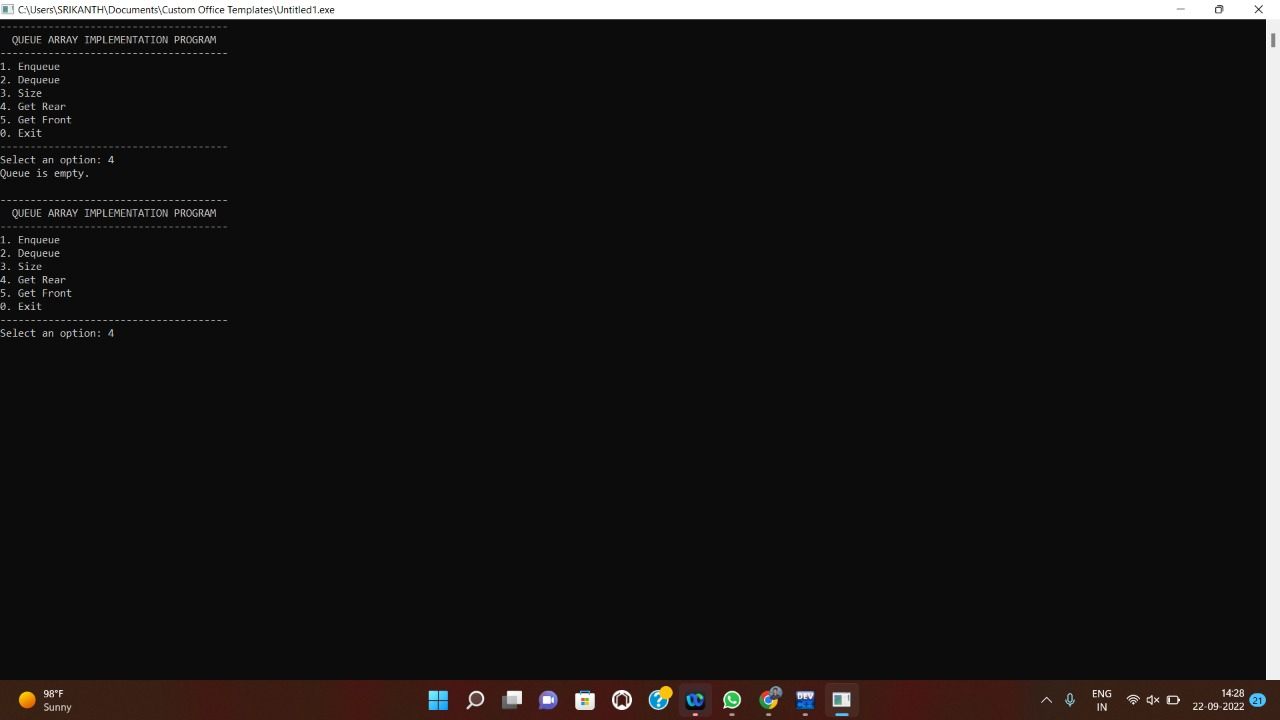 C:\Users\SRIKANTH\Documents\Custom Office Templates\Untitled1.exe
--------------------------------------
QUEUE ARRAY IMPLEMENTATION PROGRAM
--------------------------------------
1. Enqueue
2. Dequeue
3. Size
4. Get Rear
5. Get Front
0. Exit
--------------------------------------
Select an option: 4
Queue is empty.
--------------------------------------
QUEUE ARRAY IMPLEMENTATION PROGRAM
--------------------------------------
1. Enqueue
2. Dequeue
3. Size
4. Get Rear
5. Get Front
0. Exit
--------------------------------------
Select an option: 4
98°F
Sunny
DEV
ENG
IN
14:28
22-09-2022
21